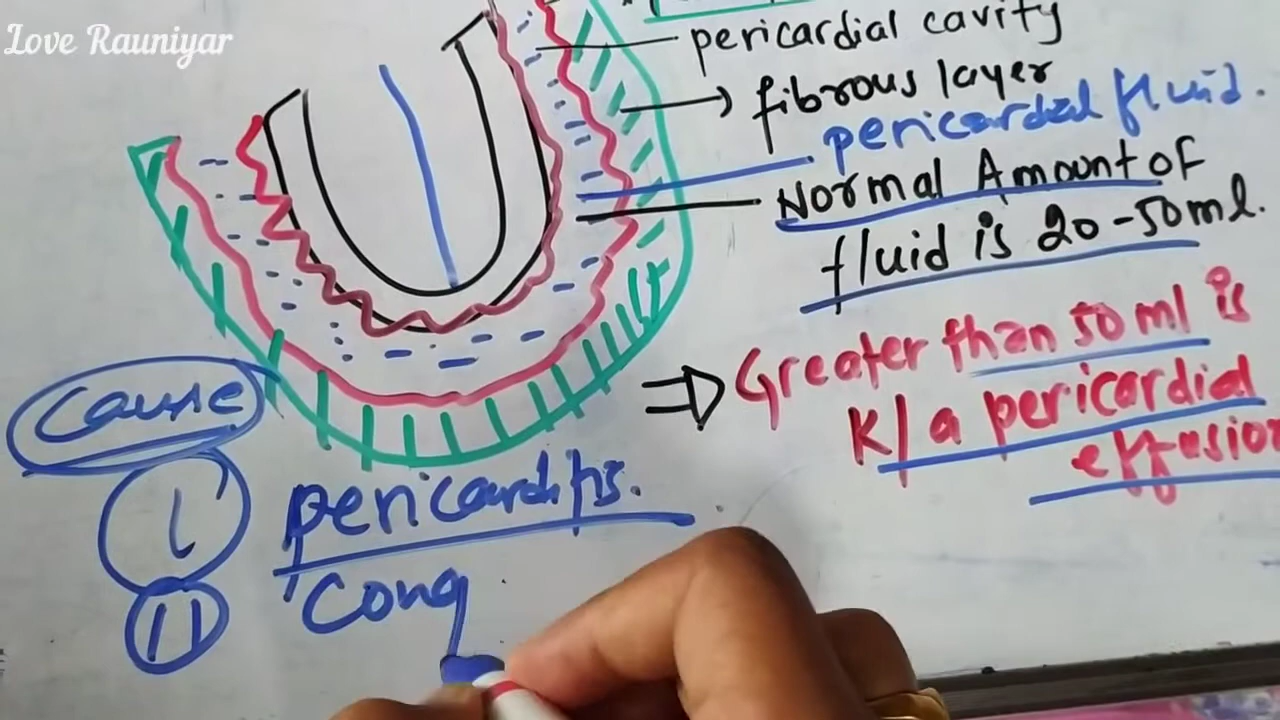 Love Rauniyar
pericardial cavity
fibrous layer
pericardial fluid.
Normal Amount of
fluid is 20-50ml.
Greater than 50 ml is
K/a pericardial
effusion
Cause
I
pericarditis.
II
Cong